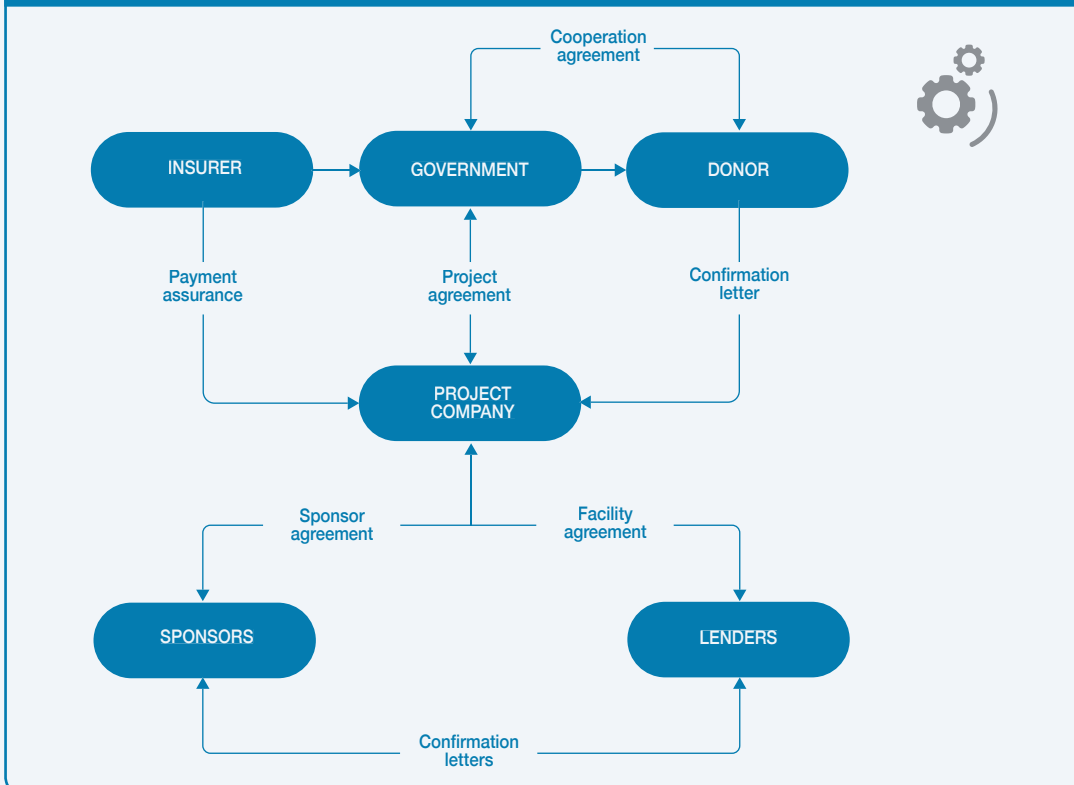 Cooperation
agreement
INSURER
GOVERNMENT
DONOR
Payment
assurance
Project
agreement
Confirmation
letter
PROJECT
COMPANY
Sponsor
agreement
Facility
agreement
SPONSORS
LENDERS
Confirmation
letters